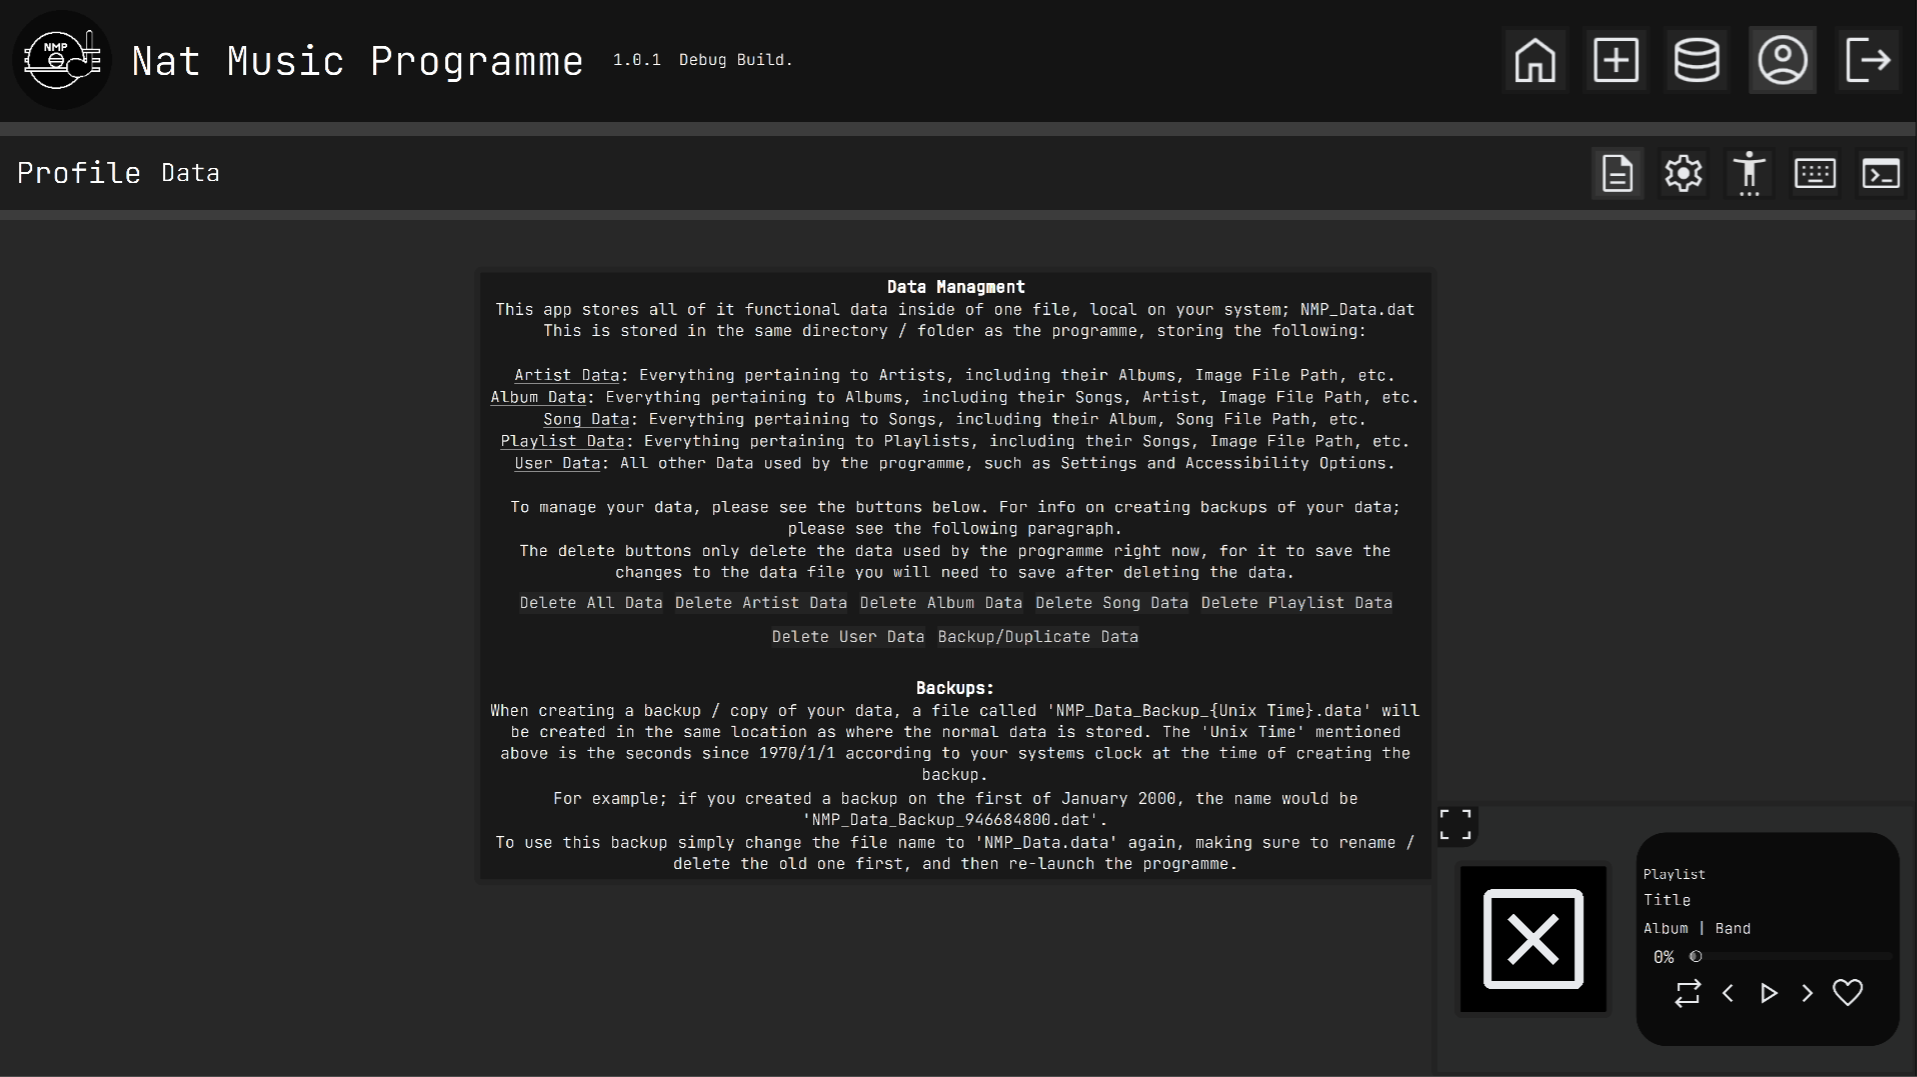 NMP
Nat Music Programme 1.0.1 Debug Build.
Profile Data
Data Managment
This app stores all of it functional data inside of one file, local on your system; NMP_Data.dat
This is stored in the same directory / folder as the programme, storing the following:
Artist Data: Everything pertaining to Artists, including their Albums, Image File Path, etc.
Album Data: Everything pertaining to Albums, including their Songs, Artist, Image File Path, etc.
Song Data: Everything pertaining to Songs, including their Album, Song File Path, etc.
Playlist Data: Everything pertaining to Playlists, including their Songs, Image File Path, etc.
User Data: All other Data used by the programme, such as Settings and Accessibility Options.
To manage your data, please see the buttons below. For info on creating backups of your data;
please see the following paragraph.
The delete buttons only delete the data used by the programme right now, for it to save the
changes to the data file you will need to save after deleting the data.
Delete All Data Delete Artist Data Delete Album Data Delete Song Data Delete Playlist Data
Delete User Data Backup/Duplicate Data
Backups:
When creating a backup / copy of your data, a file called 'NMP_Data_Backup_{Unix Time}.data' will
be created in the same location as where the normal data is stored. The 'Unix Time' mentioned
above is the seconds since 1970/1/1 according to your systems clock at the time of creating the
backup.
For example; if you created a backup on the first of January 2000, the name would be
'NMP_Data_Backup_946684800.dat'.
To use this backup simply change the file name to 'NMP_Data.data' again, making sure to rename /
delete the old one first, and then re-launch the programme.
Playlist
Title
Album | Band
0%